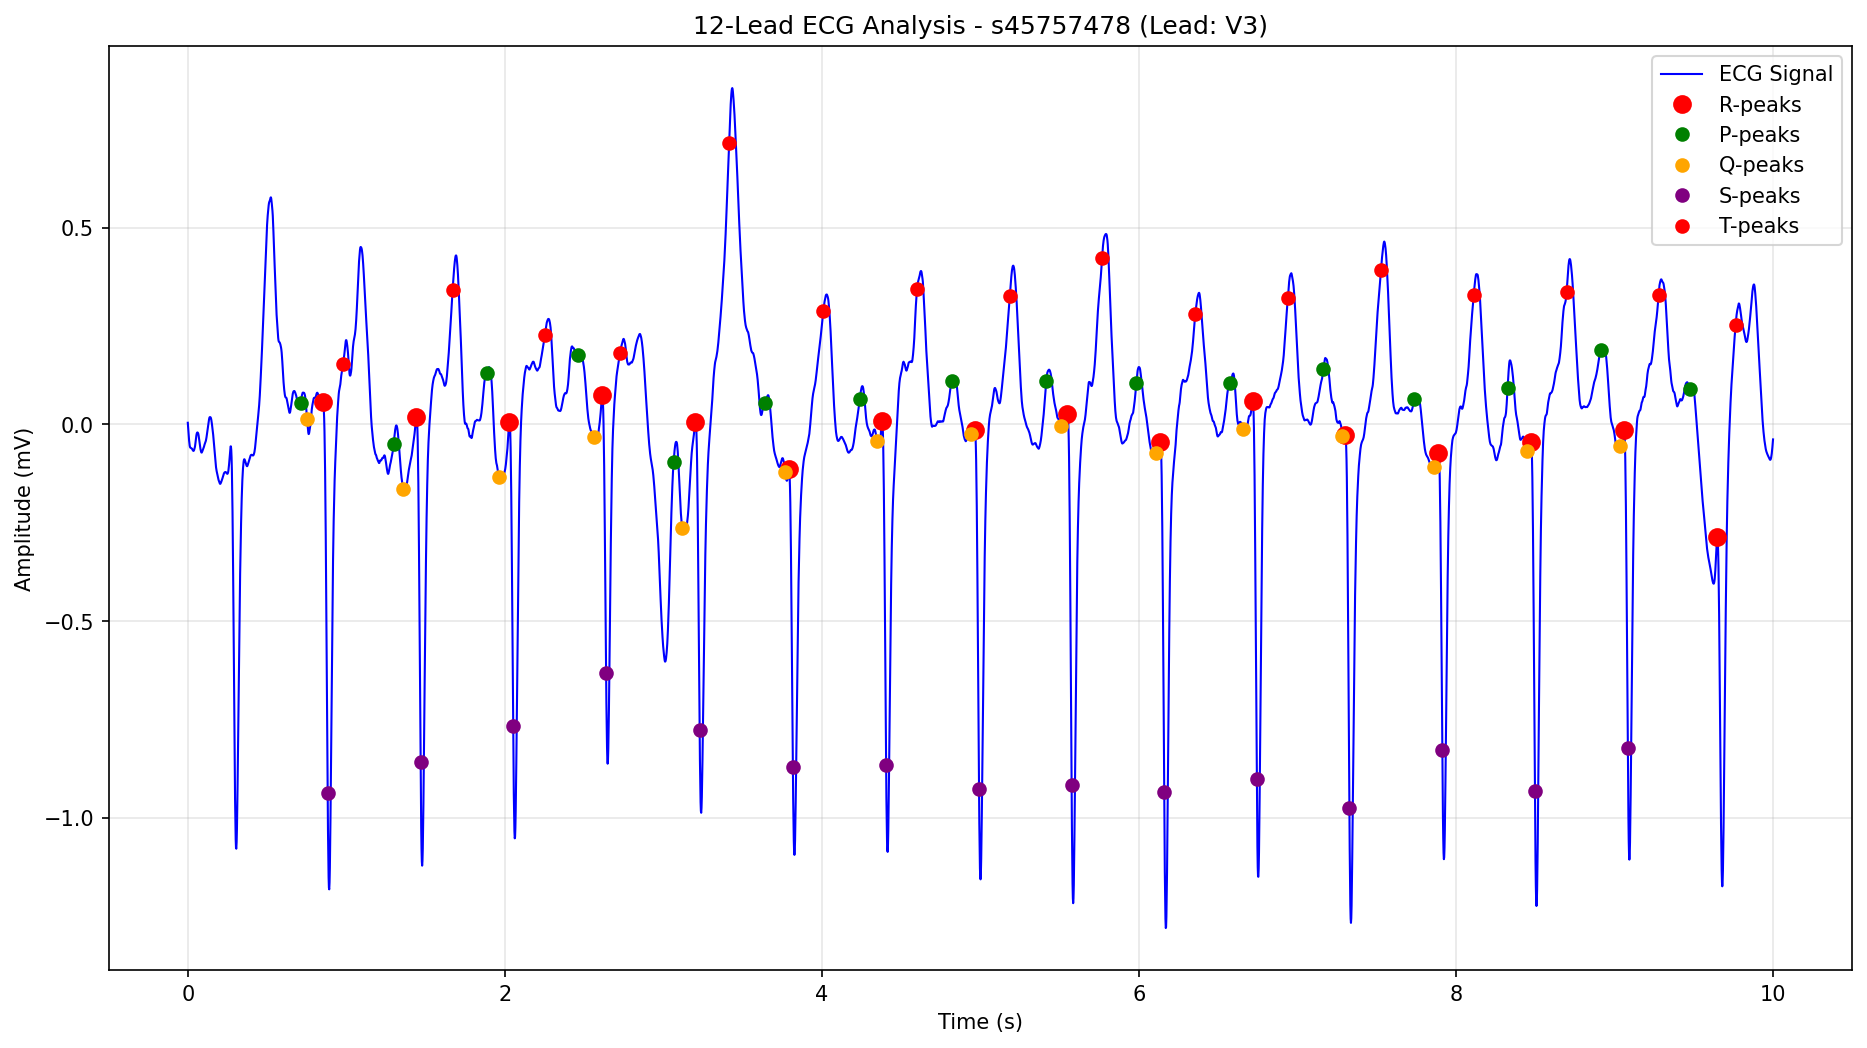 12-Lead ECG Analysis - s45757478 (Lead: V3)
ECG Signal
R-peaks
P-peaks
Q-peaks
S-peaks
T-peaks
Amplitude (mV)
0.5
0.0
−0.5
−1.0
0 2 4 6 8 10
Time (s)